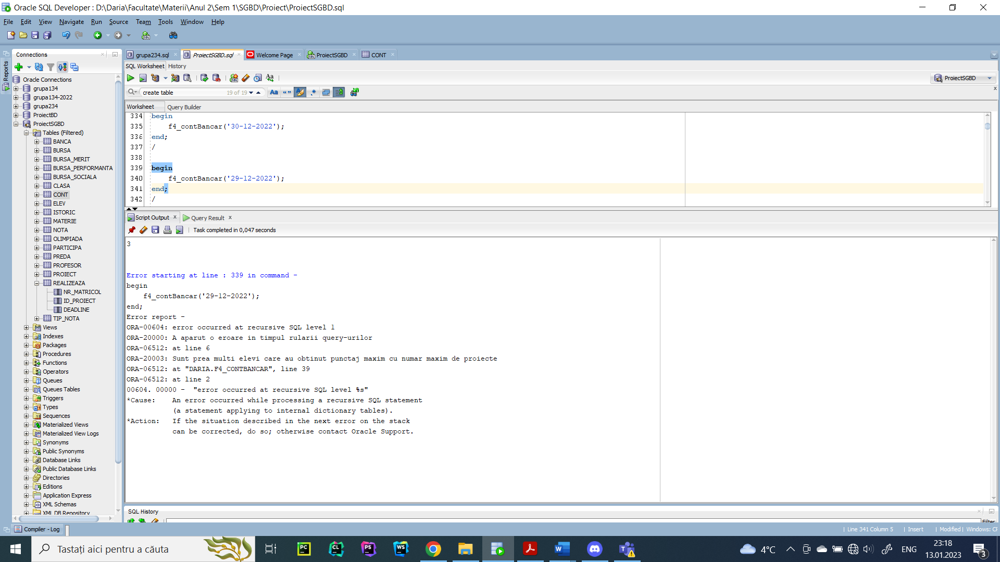 Oracle SQL Developer : D:\Daria\Facultate\Materii\Anul 2\Sem 1\SGBD\Proiect\ProiectSGBD.sql
File Edit View Navigate Run Source Team Tools Window Help
Connections
Reports
Oracle Connections
grupa134
grupa134-2022
grupa234
ProiectBD
ProiectSGBD
Tables (Filtered)
BANCA
BURSA
BURSA_MERIT
BURSA_PERFORMANTA
BURSA_SOCIALA
CLASA
CONT
ELEV
ISTORIC
MATERIE
NOTA
OLIMPIADA
PARTICIPA
PREDA
PROFESOR
PROIECT
REALIZEAZA
NR_MATRICOL
ID_PROIECT
DEADLINE
TIP_NOTA
Views
Indexes
Packages
Procedures
Functions
Operators
Queues
Queues Tables
Triggers
Types
Sequences
Materialized Views
Materialized View Logs
Synonyms
Public Synonyms
Database Links
Public Database Links
Directories
Editions
Application Express
XML Schemas
XML DB Repository
grupa234.sql ProiectSGBD.sql Welcome Page ProiectSGBD CONT
SQL Worksheet History
ProiectSGBD
create table 19 of 19
Worksheet Query Builder
334 begin
335 f4_contBancar('30-12-2022');
336 end;
337 /
338
339 begin
340 f4_contBancar('29-12-2022');
341 end;
342 /
Script Output Query Result
Task completed in 0,047 seconds
3
Error starting at line : 339 in command -
begin
f4_contBancar('29-12-2022');
end;
Error report -
ORA-00604: error occurred at recursive SQL level 1
ORA-20000: A aparut o eroare in timpul rularii query-urilor
ORA-06512: at line 6
ORA-20003: Sunt prea multi elevi care au obtinut punctaj maxim cu numar maxim de proiecte
ORA-06512: at "DARIA.F4_CONTBANCAR", line 39
ORA-06512: at line 2
00604. 00000 - "error occurred at recursive SQL level %s"
*Cause: An error occurred while processing a recursive SQL statement
(a statement applying to internal dictionary tables).
*Action: If the situation described in the next error on the stack
can be corrected, do so; otherwise contact Oracle Support.
SQL History
Filter
Compiler - Log
Line 341 Column 5 Insert Modified Windows: CF
Tastați aici pentru a căuta
4°C ENG 23:18
13.01.2023
3